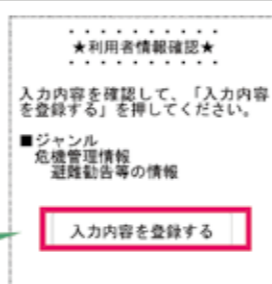 ・・・・・・・・・・
★利用者情報確認★
・・・・・・・・・・
入力内容を確認して、「入力内容
を登録する」を押してください。
■ジャンル
危機管理情報
避難勧告等の情報
入力内容を登録する